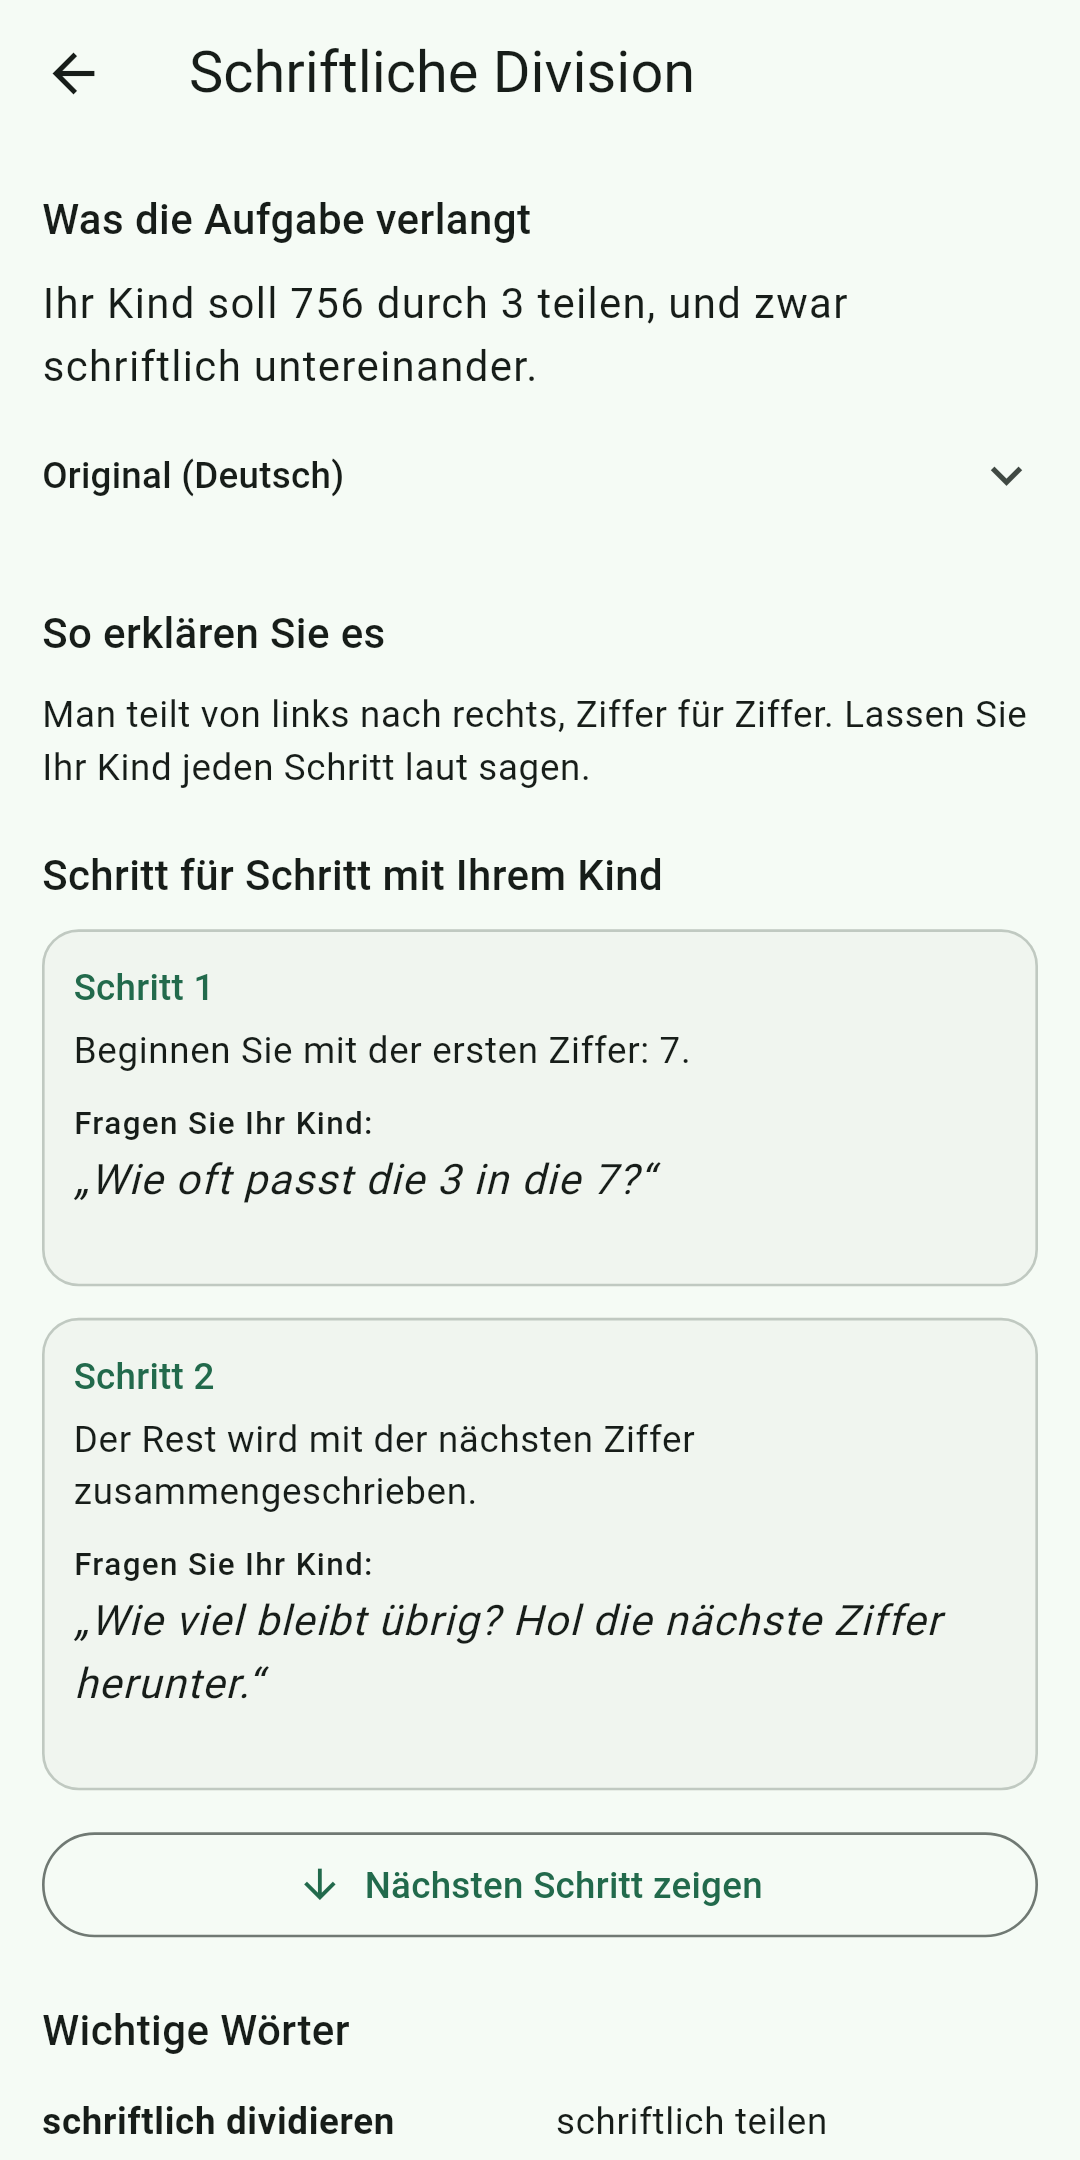 Schriftliche Division
Was die Aufgabe verlangt
Ihr Kind soll 756 durch 3 teilen, und zwar
schriftlich untereinander.
Original (Deutsch)
So erklären Sie es
Man teilt von links nach rechts, Ziffer für Ziffer. Lassen Sie
Ihr Kind jeden Schritt laut sagen.
Schritt für Schritt mit Ihrem Kind
Schritt 1
Beginnen Sie mit der ersten Ziffer: 7.
Fragen Sie Ihr Kind:
„Wie oft passt die 3 in die 7?“
Schritt 2
Der Rest wird mit der nächsten Ziffer
zusammengeschrieben.
Fragen Sie Ihr Kind:
„Wie viel bleibt übrig? Hol die nächste Ziffer
herunter.“
Nächsten Schritt zeigen
Wichtige Wörter
schriftlich dividieren schriftlich teilen